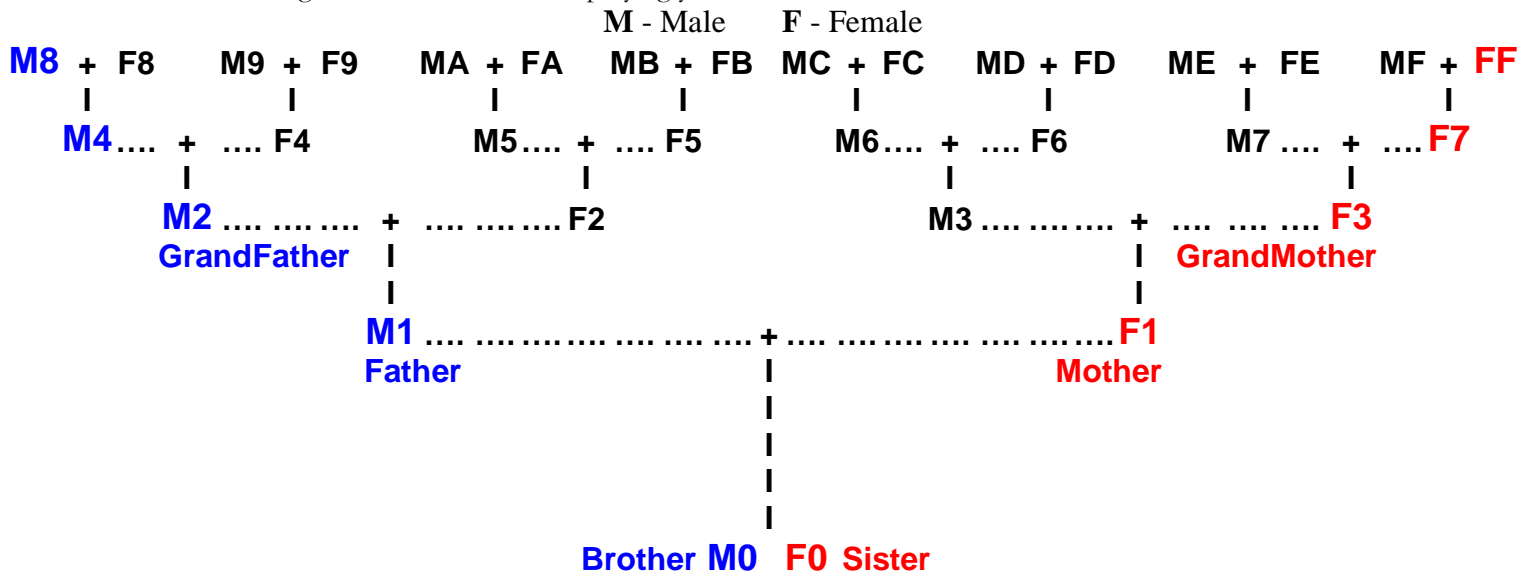 M - Male F - Female
M8 + F8 M9 + F9 MA + FA MB + FB MC + FC MD + FD ME + FE MF + FF
I I I I I I I I
M4 .... + .... F4 M5 .... + .... F5 M6 .... + .... F6 M7 .... + .... F7
I I I I
M2 .... .... .... + .... .... .... F2 M3 .... .... .... + .... .... .... F3
GrandFather I I GrandMother
I I
M1 .... .... .... .... .... .... .... + .... .... .... .... .... .... .... F1
Father I Mother
I
I
I
I
Brother M0 F0 Sister